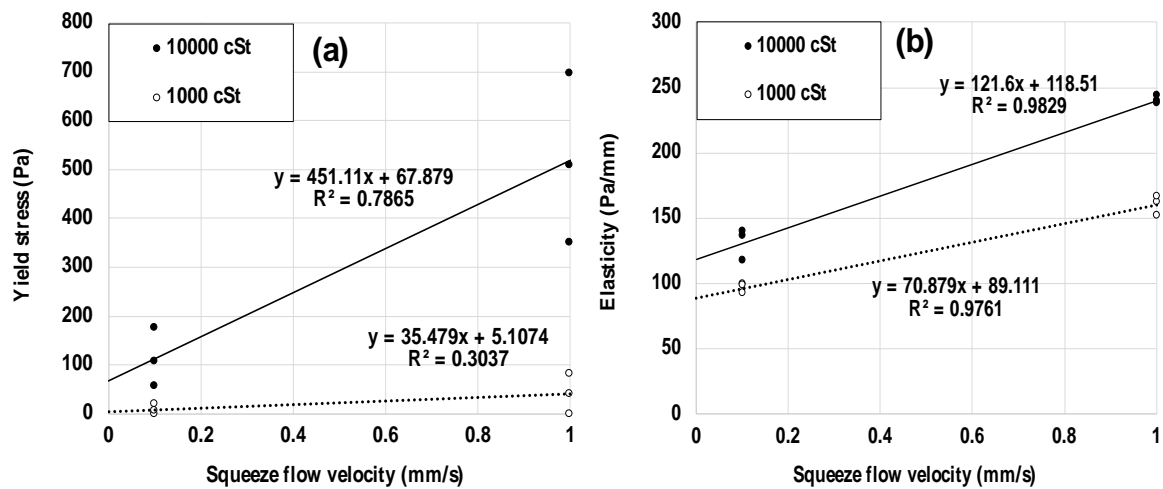 (a)
10000 cSt
1000 cSt
800
700
600
500
400
300
200
100
0
Yield stress (Pa)
y = 451.11x + 67.879
R² = 0.7865
y = 35.479x + 5.1074
R² = 0.3037
0 0.2 0.4 0.6 0.8 1
Squeeze flow velocity (mm/s)
(b)
10000 cSt
1000 cSt
300
250
200
150
100
50
0
Elasticity (Pa/mm)
y = 121.6x + 118.51
R² = 0.9829
y = 70.879x + 89.111
R² = 0.9761
0 0.2 0.4 0.6 0.8 1
Squeeze flow velocity (mm/s)